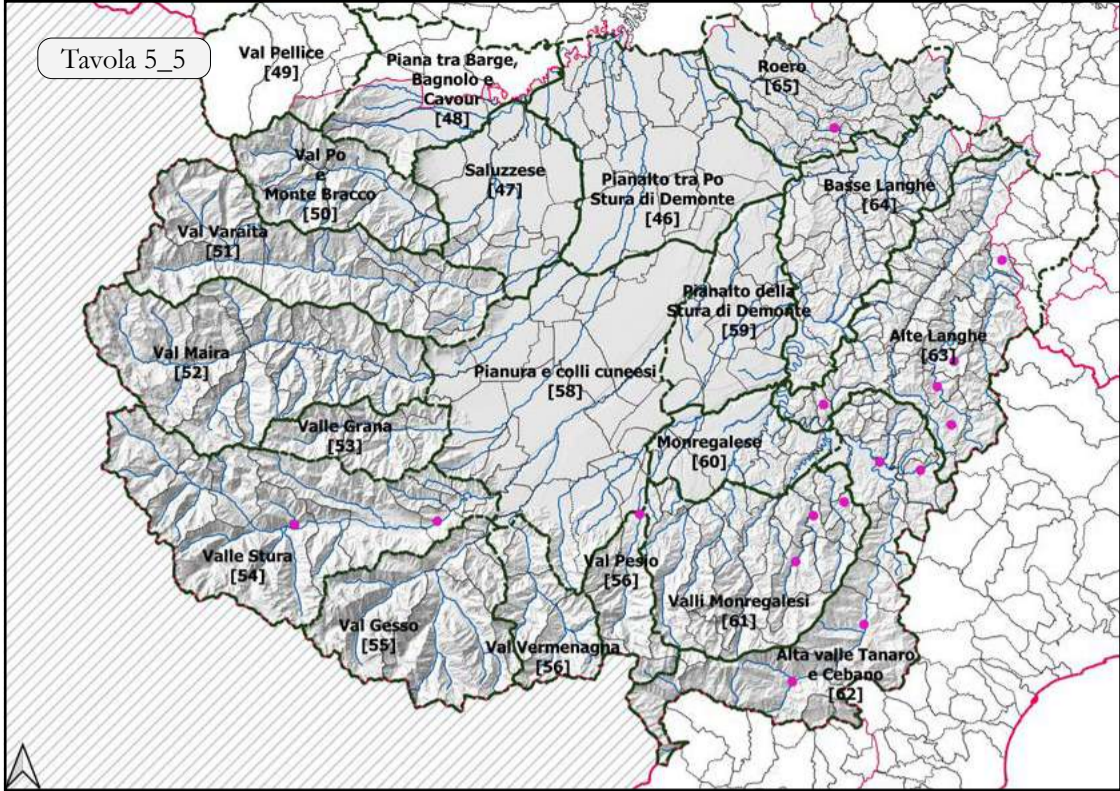 Tavola 5_5
Val Pellice
[49]
Piana tra Barge,
Bagnolo e
Cavour
[48]
Roero
[65]
Val Po
e
Monte Bracco
[50]
Saluzzese
[47]
Pianalto tra Po
Stura di Demonte
[46]
Basse Langhe
[64]
Val Varaita
[51]
Pianalto della
Stura di Demonte
[59]
Alte Langhe
[63]
Val Maira
[52]
Pianura e colli cuneesi
[58]
Valle Grana
[53]
Monregalese
[60]
Valle Stura
[54]
Val Pesio
[56]
Valli Monregalesi
[61]
Val Gesso
[55]
Val Vermenagna
[56]
Alta valle Tanaro
e Cebano
[62]